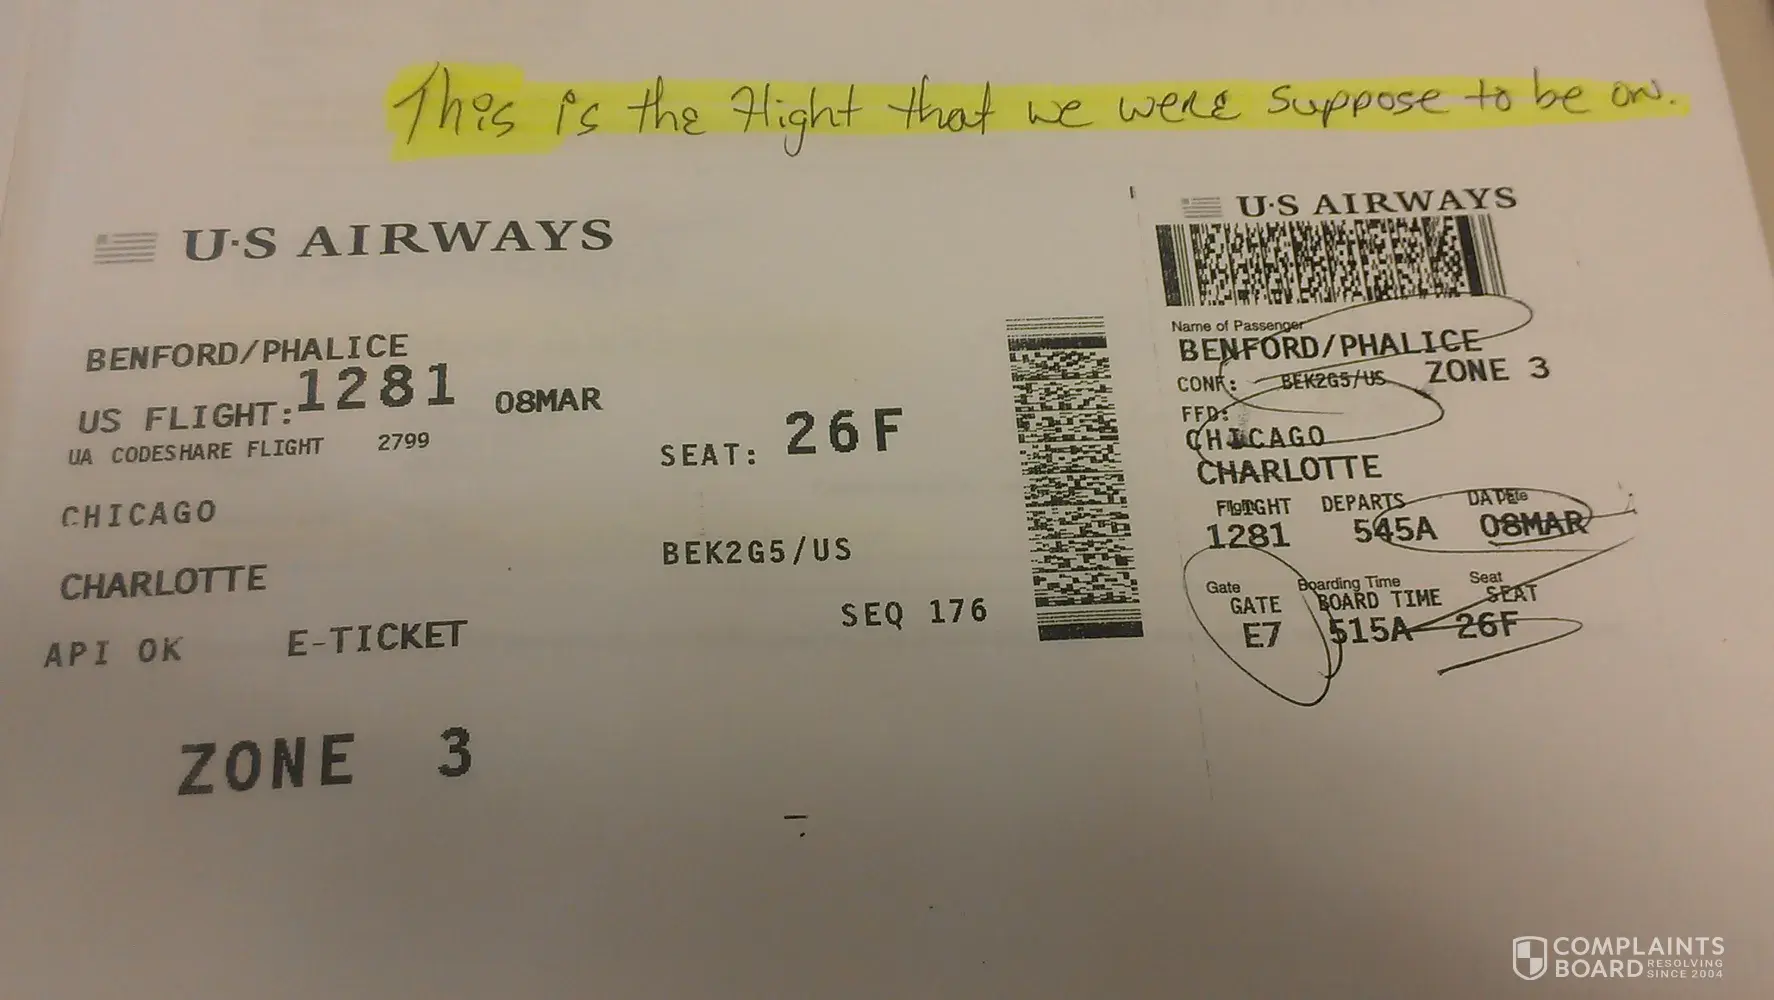 This is the flight that we were suppose to be on.
U·S AIRWAYS
BENFORD/PHALICE
US FLIGHT: 1281 08MAR
UA CODESHARE FLIGHT 2799
SEAT: 26F
CHICAGO
BEK2G5/US
CHARLOTTE
SEQ 176
API OK E-TICKET
ZONE 3
U·S AIRWAYS
Name of Passenger
BENFORD/PHALICE
CONF: BEK2G5/US ZONE 3
FFD:
CHICAGO
CHARLOTTE
FLIGHT DEPARTS DATE
1281 545A 08MAR
Gate Boarding Time Seat
GATE BOARD TIME SEAT
E7 515A 26F
COMPLAINTS
BOARD RESOLVING
SINCE 2004